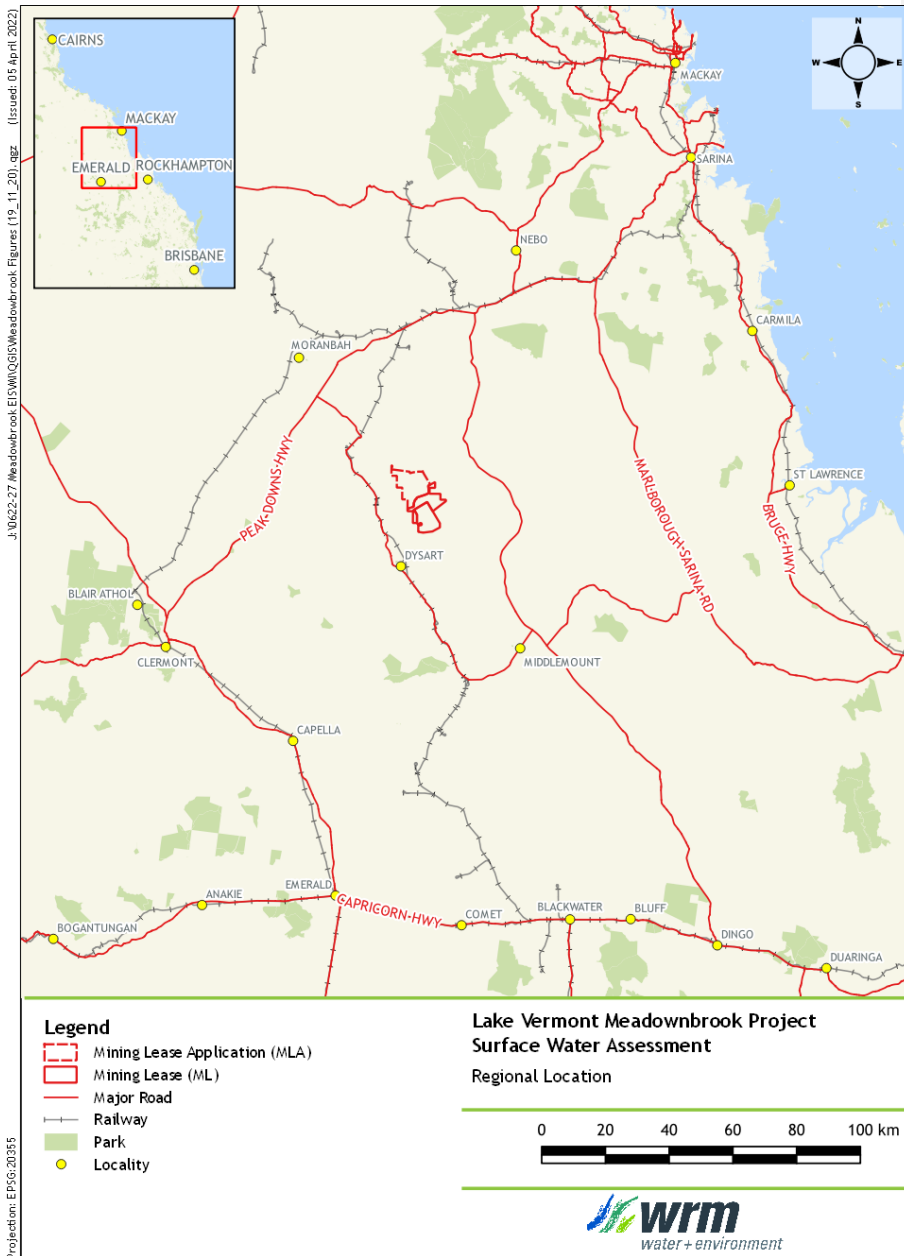 J:\0622-27 Meadowbrook EISWII\QGIS\Meadowbrook Figures (19_11_20).qgz (Issued: 05 April 2022)
CAIRNS
MACKAY
EMERALD
ROCKHAMPTON
BRISBANE
N
W
E
S
MACKAY
SARINA
NEBO
CARMILA
MORANBAH
PEAK-DOWNS-HWY
MARLBOROUGH-SARINA-RD
ST LAWRENCE
BRUCE-HWY
DYSART
BLAIR ATHOL
CLERMONT
MIDDLEMOUNT
CAPELLA
EMERALD
ANAKIE
CAPRICORN-HWY
BOGANTUNGAN
COMET
BLACKWATER
BLUFF
DINGO
DUARINGA
Legend
Mining Lease Application (MLA)
Mining Lease (ML)
Major Road
Railway
Park
Locality
Lake Vermont Meadownbrook Project
Surface Water Assessment
Regional Location
0 20 40 60 80 100 km
wrm
water + environment
Projection: EPSG:20355